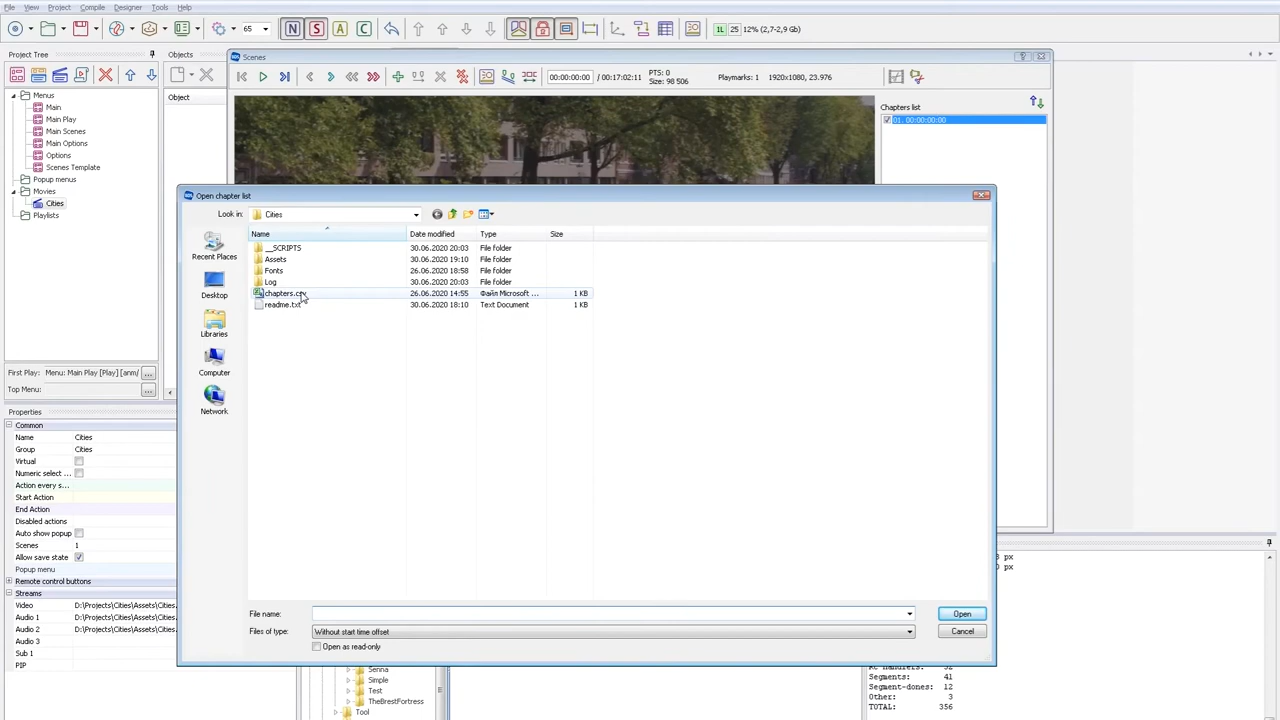 File View Project Compile Designer Tools Help
65 N S A C 1L 25 12% (2,7-2,9 Gb)
Project Tree
Objects
Scenes
00:00:00:00 / 00:17:02:11
PTS: 0
Size: 98 506
Playmarks: 1
1920x1080, 23.976
Object
Chapters list
01. 00:00:00:00
Menus
Main
Main Play
Main Scenes
Main Options
Options
Scenes Template
Popup menus
Movies
Cities
Playlists
Open chapter list
Look in: Cities
Name Date modified Type Size
__SCRIPTS 30.06.2020 20:03 File folder
Assets 30.06.2020 19:10 File folder
Fonts 26.06.2020 18:58 File folder
Log 30.06.2020 20:03 File folder
chapters.csv 26.06.2020 14:55 Файл Microsoft ... 1 KB
readme.txt 30.06.2020 18:10 Text Document 1 KB
Recent Places
Desktop
Libraries
Computer
Network
File name: Open
Files of type: Without start time offset Cancel
Open as read-only
First Play: Menu: Main Play [Play] [anm/ ...
Top Menu: ...
Properties
Common
Name Cities
Group Cities
Virtual
Numeric select ...
Action every s...
Start Action
End Action
Disabled actions
Auto show popup
Scenes 1
Allow save state
Popup menu
Remote control buttons
Streams
Video D:\Projects\Cities\Assets\Cities.
Audio 1 D:\Projects\Cities\Assets\Cities.
Audio 2 D:\Projects\Cities\Assets\Cities.
Audio 3
Sub 1
PIP
Senna
Simple
Test
TheBrestFortress
Tool
px
0 px
Segments: 41
Segment-dones: 12
Other: 3
TOTAL: 356